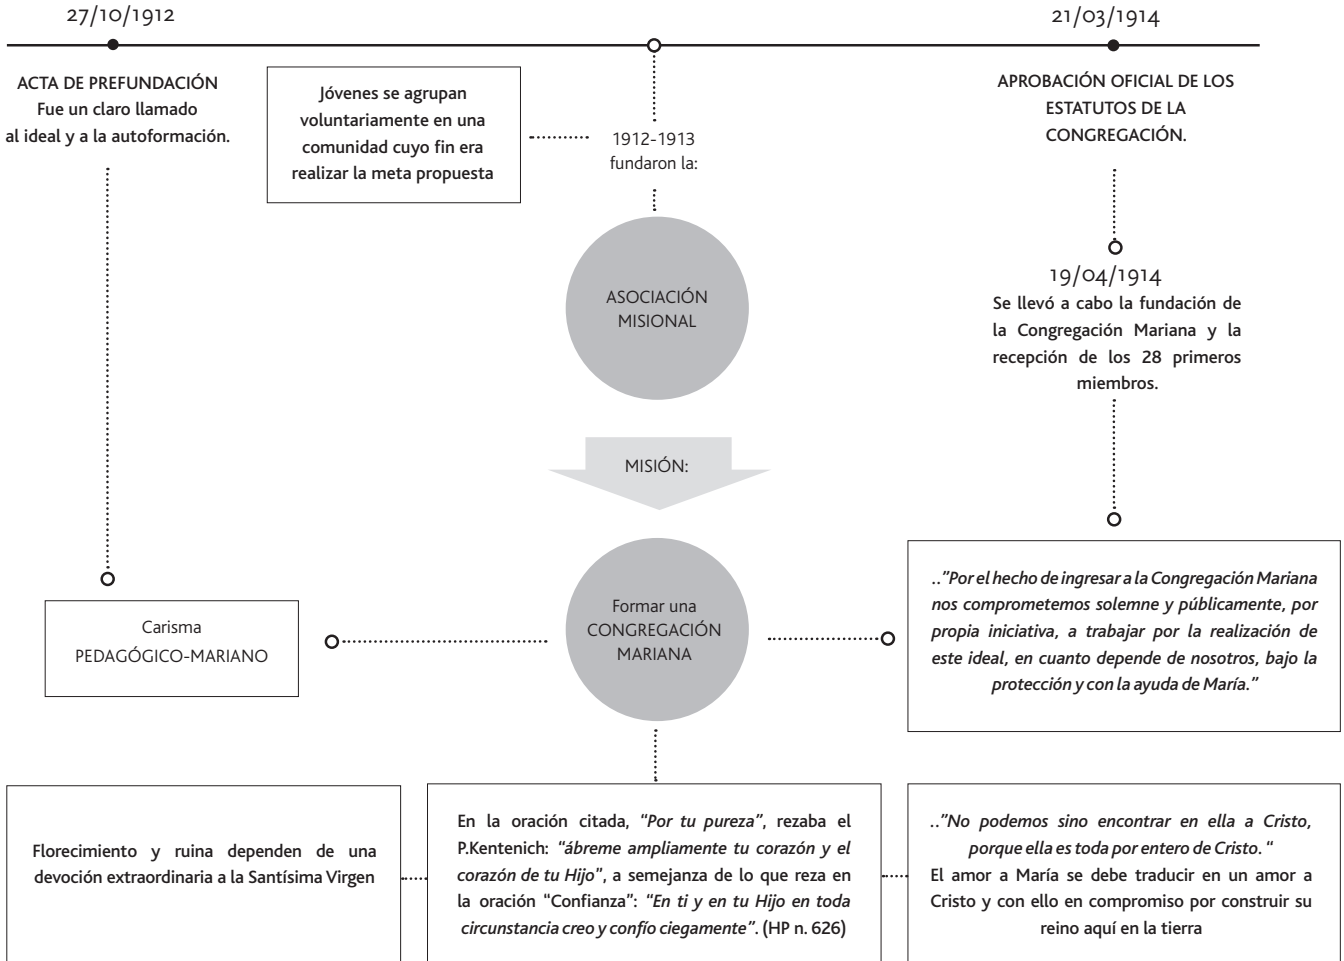 27/10/1912
21/03/1914
ACTA DE PREFUNDACIÓN
Fue un claro llamado
al ideal y a la autoformación.
Jóvenes se agrupan
voluntariamente en una
comunidad cuyo fin era
realizar la meta propuesta
1912-1913
fundaron la:
APROBACIÓN OFICIAL DE LOS
ESTATUTOS DE LA
CONGREGACIÓN.
ASOCIACIÓN
MISIONAL
19/04/1914
Se llevó a cabo la fundación de
la Congregación Mariana y la
recepción de los 28 primeros
miembros.
MISIÓN:
Carisma
PEDAGÓGICO-MARIANO
Formar una
CONGREGACIÓN
MARIANA
..”Por el hecho de ingresar a la Congregación Mariana
nos comprometemos solemne y públicamente, por
propia iniciativa, a trabajar por la realización de
este ideal, en cuanto depende de nosotros, bajo la
protección y con la ayuda de María.”
Florecimiento y ruina dependen de una
devoción extraordinaria a la Santísima Virgen
En la oración citada, “Por tu pureza”, rezaba el
P.Kentenich: “ábreme ampliamente tu corazón y el
corazón de tu Hijo”, a semejanza de lo que reza en
la oración “Confianza”: “En ti y en tu Hijo en toda
circunstancia creo y confío ciegamente”. (HP n. 626)
..”No podemos sino encontrar en ella a Cristo,
porque ella es toda por entero de Cristo. “
El amor a María se debe traducir en un amor a
Cristo y con ello en compromiso por construir su
reino aquí en la tierra